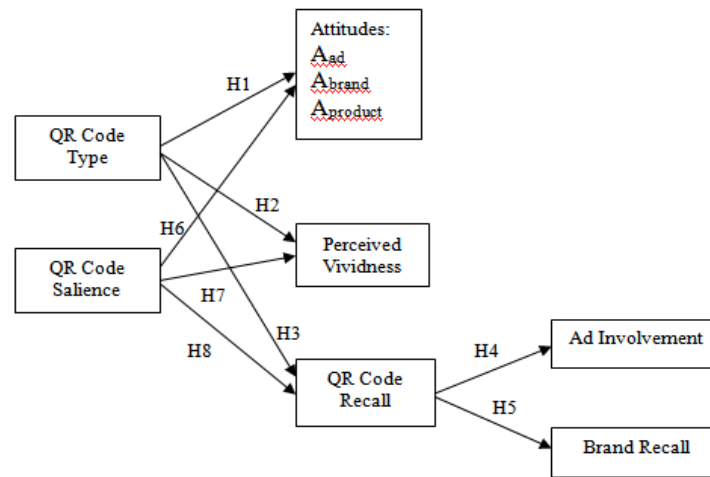 Attitudes:
Aad
Abrand
Aproduct
H1
QR Code
Type
H2
H6
Perceived
Vividness
QR Code
Salience
H7
H3
H8
QR Code
Recall
H4
Ad Involvement
H5
Brand Recall